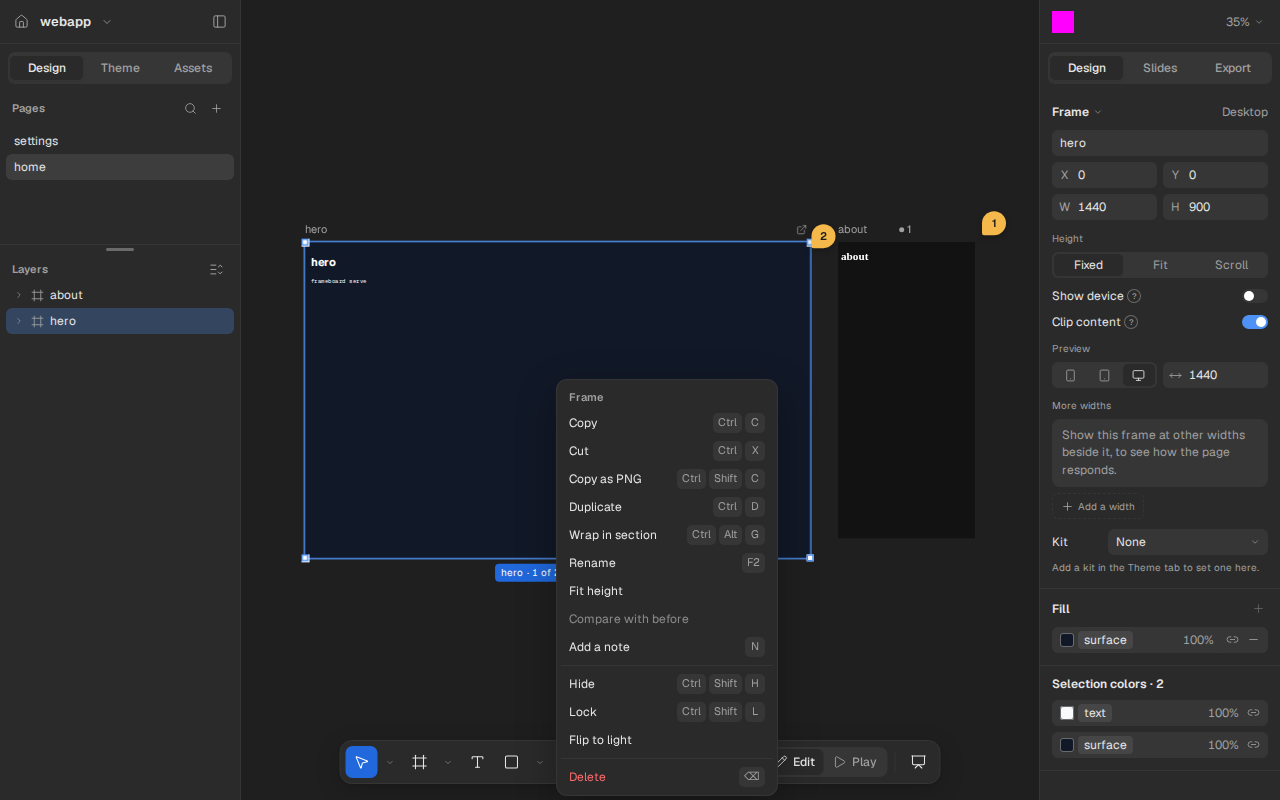 webapp
Design Theme Assets
Pages
settings
home
Layers
about
hero
hero
2
about
1
1
hero
frameboard serve
about
hero · 1 of
Frame
Copy Ctrl C
Cut Ctrl X
Copy as PNG Ctrl Shift C
Duplicate Ctrl D
Wrap in section Ctrl Alt G
Rename F2
Fit height
Compare with before
Add a note N
Hide Ctrl Shift H
Lock Ctrl Shift L
Flip to light
Delete
Edit Play
35%
Design Slides Export
Frame Desktop
hero
X 0 Y 0
W 1440 H 900
Height
Fixed Fit Scroll
Show device ?
Clip content ?
Preview
1440
More widths
Show this frame at other widths
beside it, to see how the page
responds.
Add a width
Kit None
Add a kit in the Theme tab to set one here.
Fill
surface 100%
Selection colors · 2
text 100%
surface 100%